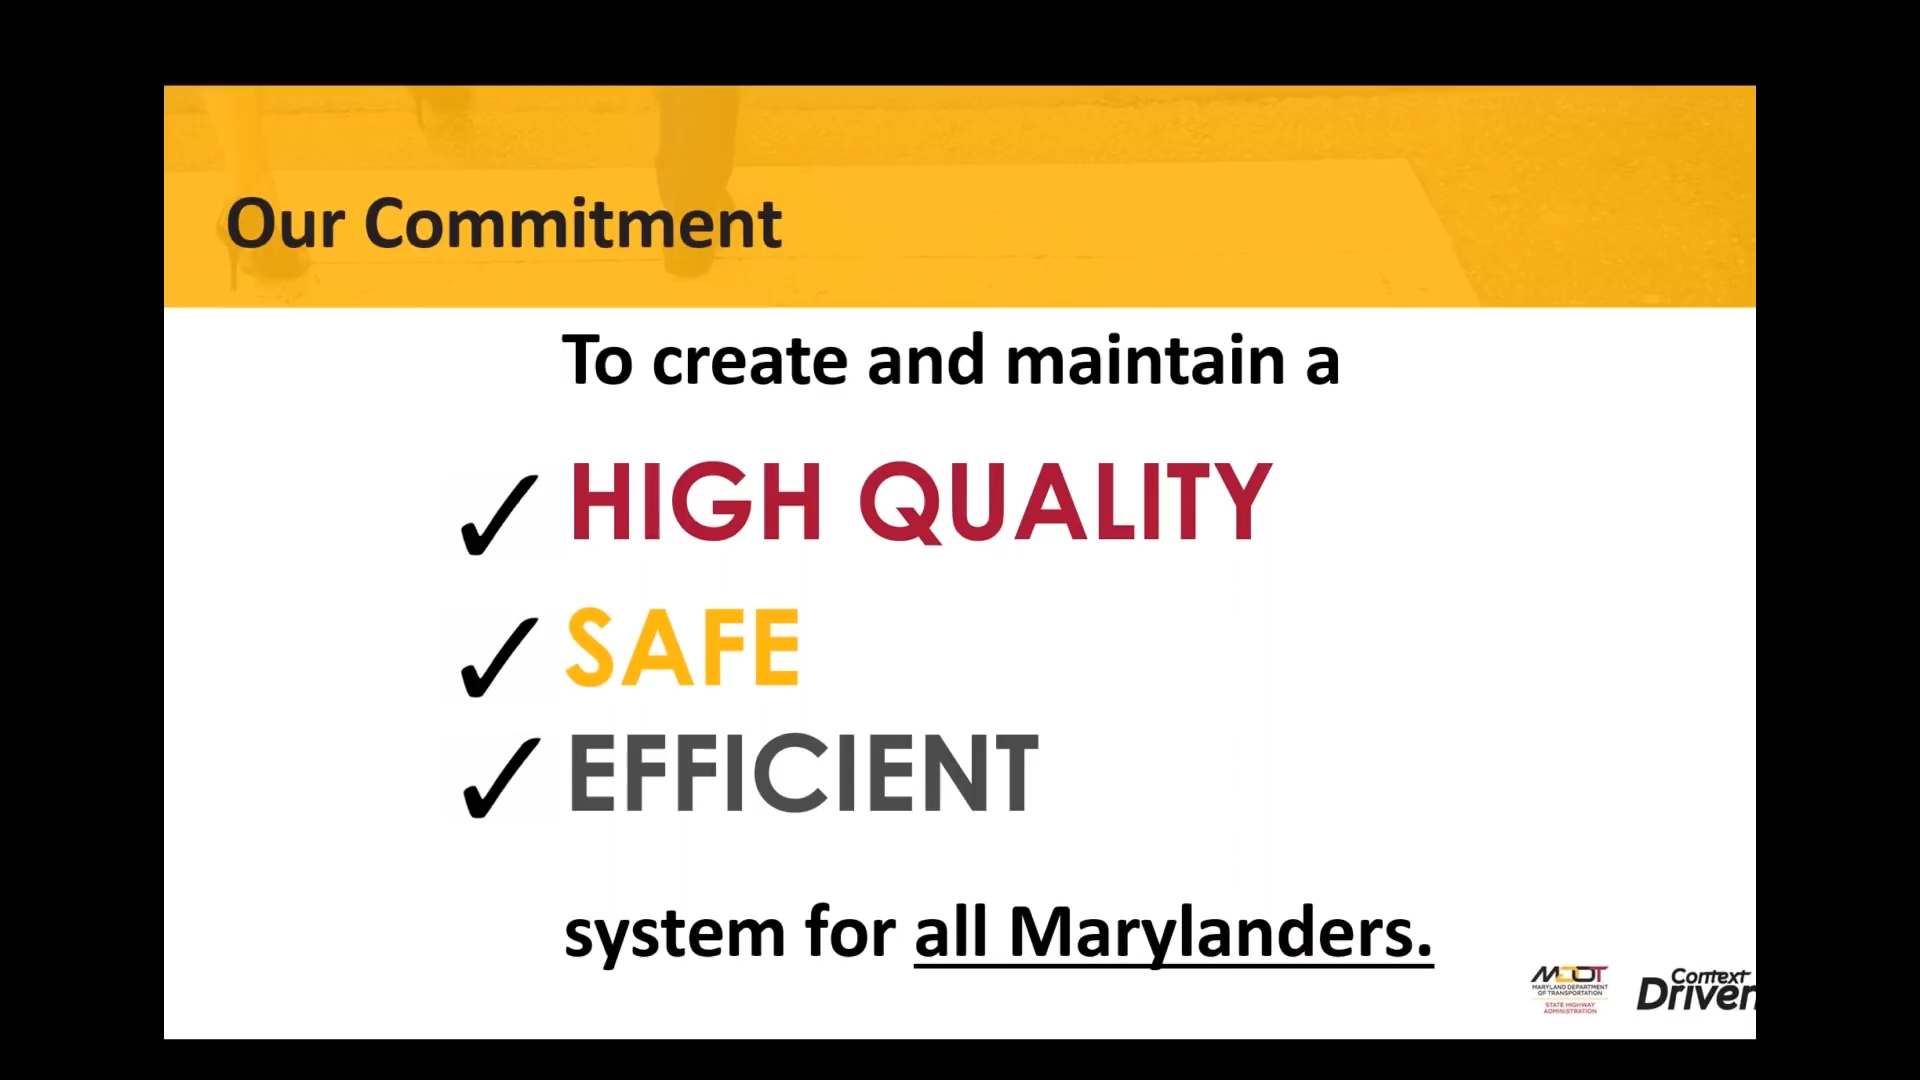 Our Commitment
To create and maintain a
✓ HIGH QUALITY
✓ SAFE
✓ EFFICIENT
system for all Marylanders.
MDOT
MARYLAND DEPARTMENT
OF TRANSPORTATION
STATE HIGHWAY
ADMINISTRATION
Context
Driven